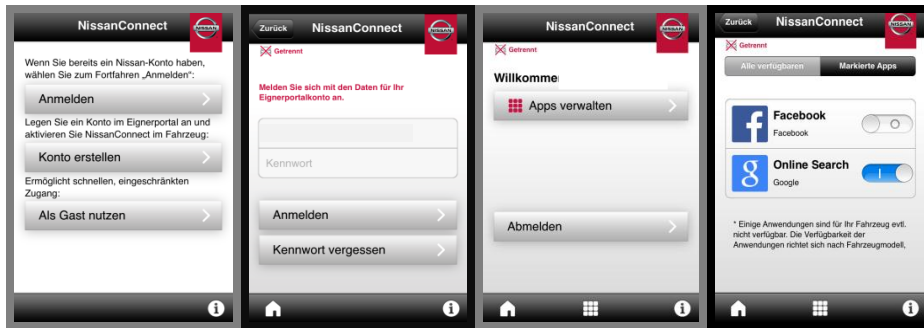 NissanConnect
NISSAN
Wenn Sie bereits ein Nissan-Konto haben,
wählen Sie zum Fortfahren „Anmelden“:
Anmelden
Legen Sie ein Konto im Eignerportal an und
aktivieren Sie NissanConnect im Fahrzeug:
Konto erstellen
Ermöglicht schnellen, eingeschränkten
Zugang:
Als Gast nutzen
Zurück
NissanConnect
NISSAN
Getrennt
Melden Sie sich mit den Daten für Ihr
Eignerportalkonto an.
Kennwort
Anmelden
Kennwort vergessen
NissanConnect
NISSAN
Getrennt
Willkomme
Apps verwalten
Abmelden
Zurück
NissanConnect
NISSAN
Getrennt
Alle verfügbaren
Markierte Apps
Facebook
Facebook
Online Search
Google
* Einige Anwendungen sind für Ihr Fahrzeug evtl.
nicht verfügbar. Die Verfügbarkeit der
Anwendungen richtet sich nach Fahrzeugmodell,